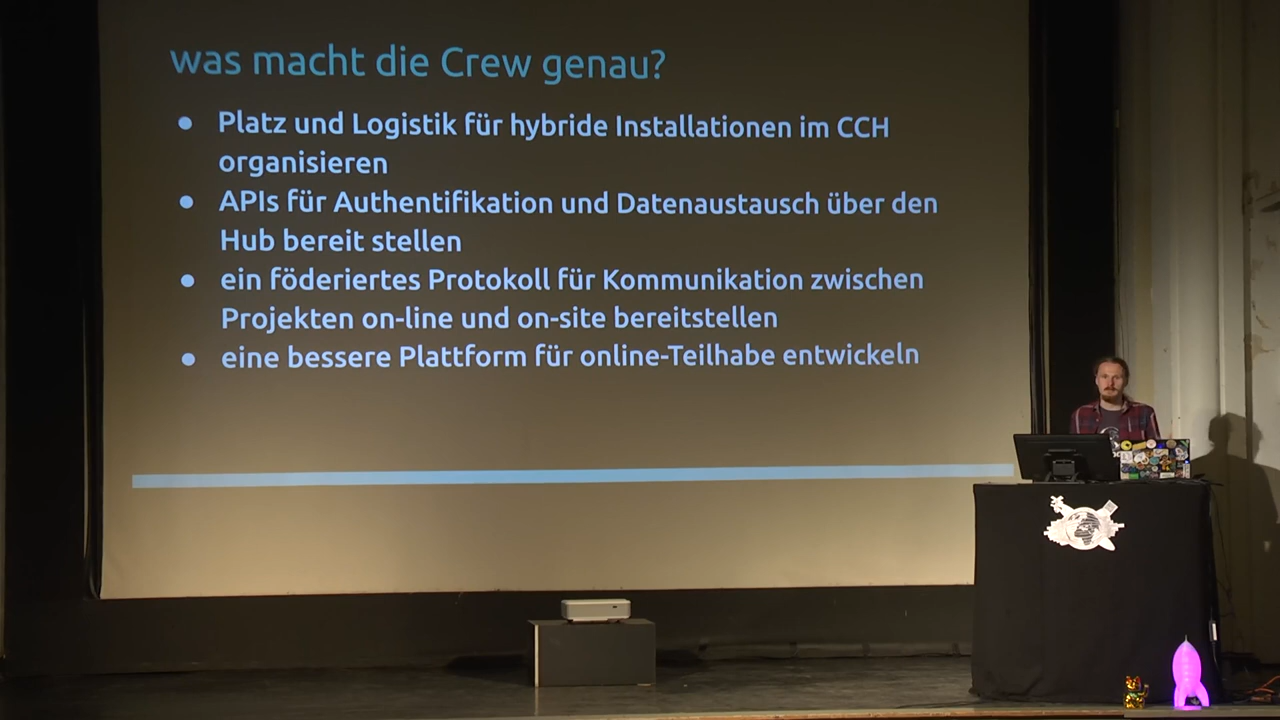 was macht die Crew genau?
● Platz und Logistik für hybride Installationen im CCH
organisieren
● APIs für Authentifikation und Datenaustausch über den
Hub bereit stellen
● ein föderiertes Protokoll für Kommunikation zwischen
Projekten on-line und on-site bereitstellen
● eine bessere Plattform für online-Teilhabe entwickeln